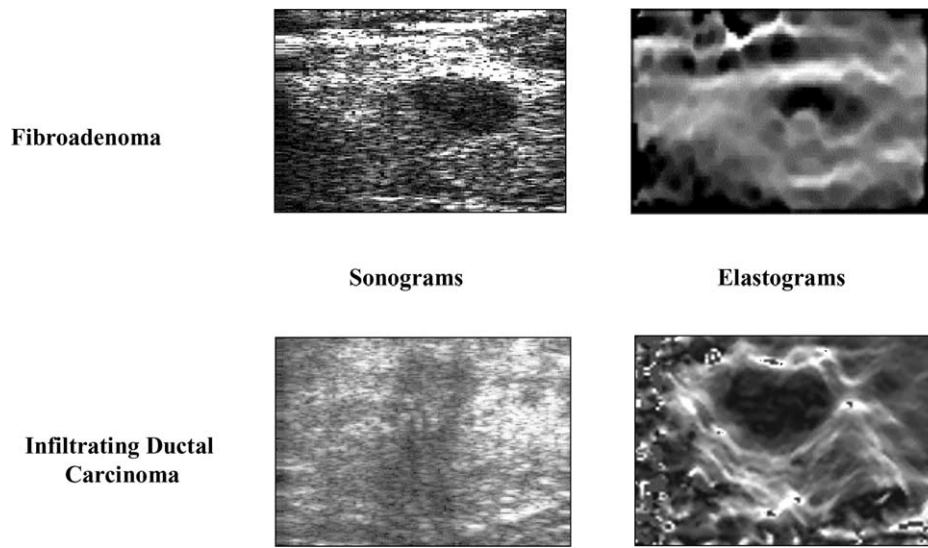 Fibroadenoma
Sonograms
Elastograms
Infiltrating Ductal
Carcinoma